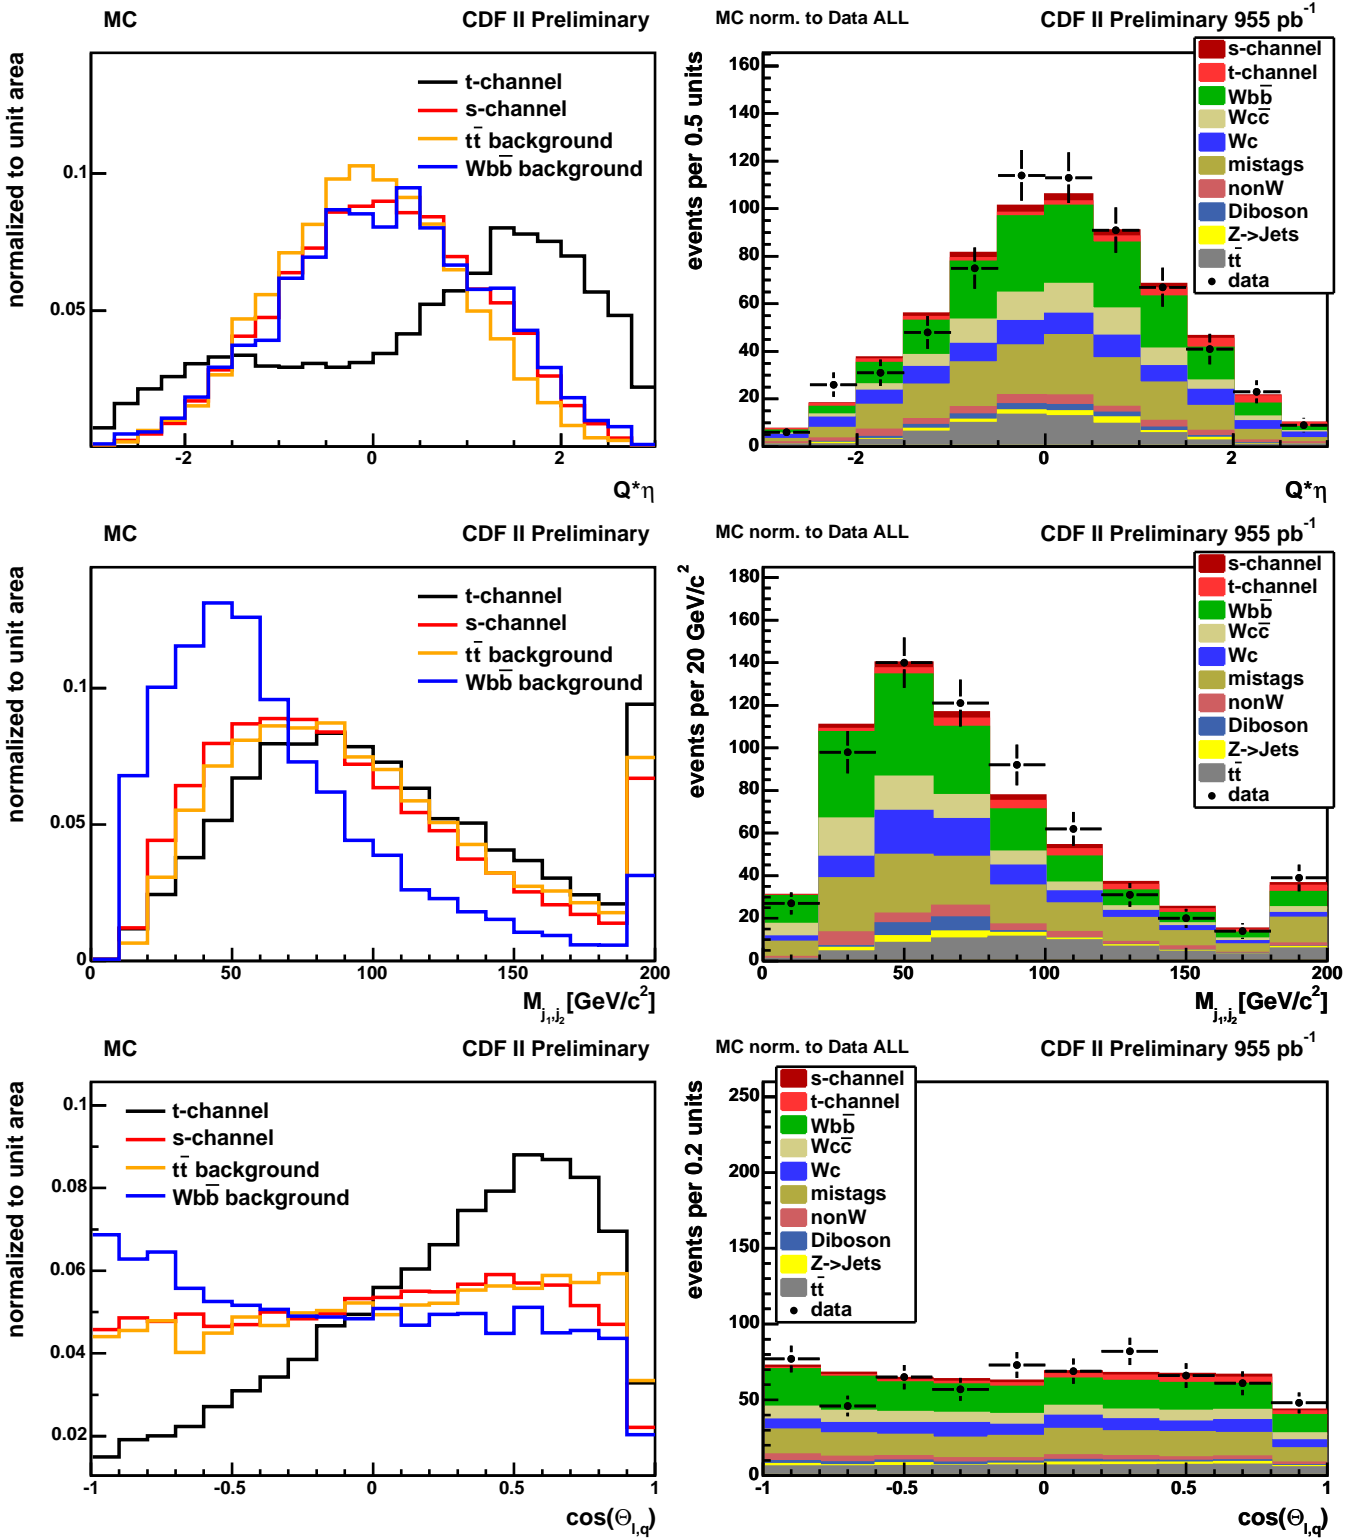 MC
CDF II Preliminary
normalized to unit area
t-channel
s-channel
tt̄ background
Wbb̄ background
0.1
0.05
-2
0
2
Q*η
MC norm. to Data ALL
CDF II Preliminary 955 pb⁻¹
events per 0.5 units
s-channel
t-channel
Wbb̄
Wcc̄
Wc
mistags
nonW
Diboson
Z->Jets
tt̄
data
160
140
120
100
80
60
40
20
0
-2
0
2
Q*η
MC
CDF II Preliminary
normalized to unit area
t-channel
s-channel
tt̄ background
Wbb̄ background
0.1
0.05
0
0
50
100
150
200
M_{j₁,j₂} [GeV/c²]
MC norm. to Data ALL
CDF II Preliminary 955 pb⁻¹
events per 20 GeV/c²
s-channel
t-channel
Wbb̄
Wcc̄
Wc
mistags
nonW
Diboson
Z->Jets
tt̄
data
180
160
140
120
100
80
60
40
20
0
0
50
100
150
200
M_{j₁,j₂} [GeV/c²]
MC
CDF II Preliminary
normalized to unit area
t-channel
s-channel
tt̄ background
Wbb̄ background
0.1
0.08
0.06
0.04
0.02
-1
-0.5
0
0.5
1
cos(Θ_{l,q})
MC norm. to Data ALL
CDF II Preliminary 955 pb⁻¹
events per 0.2 units
s-channel
t-channel
Wbb̄
Wcc̄
Wc
mistags
nonW
Diboson
Z->Jets
tt̄
data
250
200
150
100
50
0
-1
-0.5
0
0.5
1
cos(Θ_{l,q})